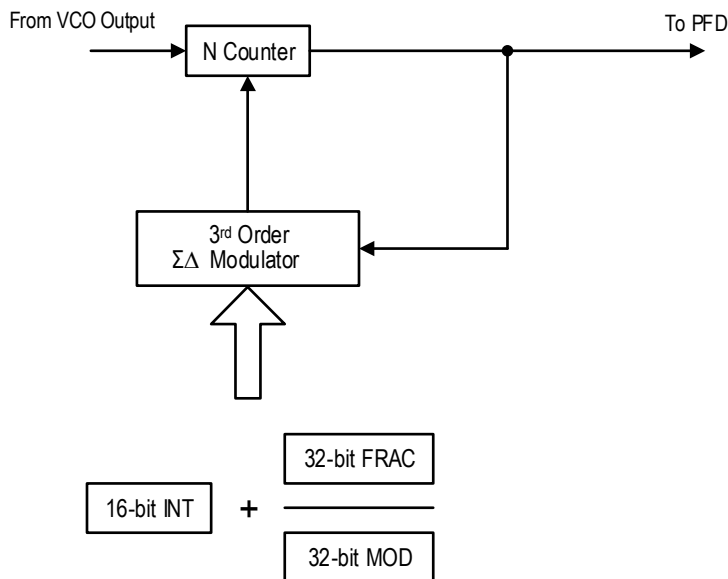 From VCO Output
To PFD
N Counter
3rd Order
ΣΔ Modulator
32-bit FRAC
16-bit INT
+
32-bit MOD